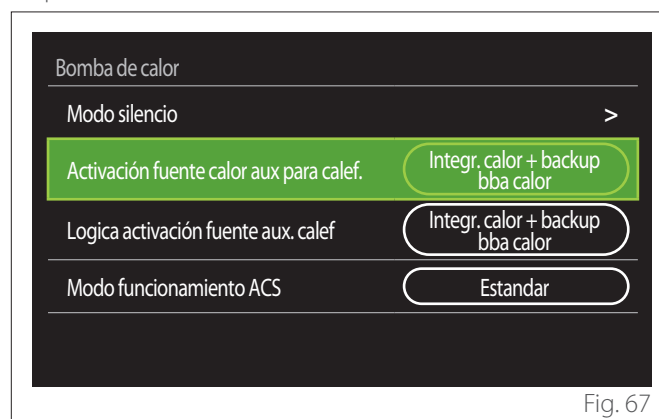 Bomba de calor
Modo silencio >
Activación fuente calor aux para calef.
Integr. calor + backup
bba calor
Logica activación fuente aux. calef
Integr. calor + backup
bba calor
Modo funcionamiento ACS
Estandar
Fig. 67